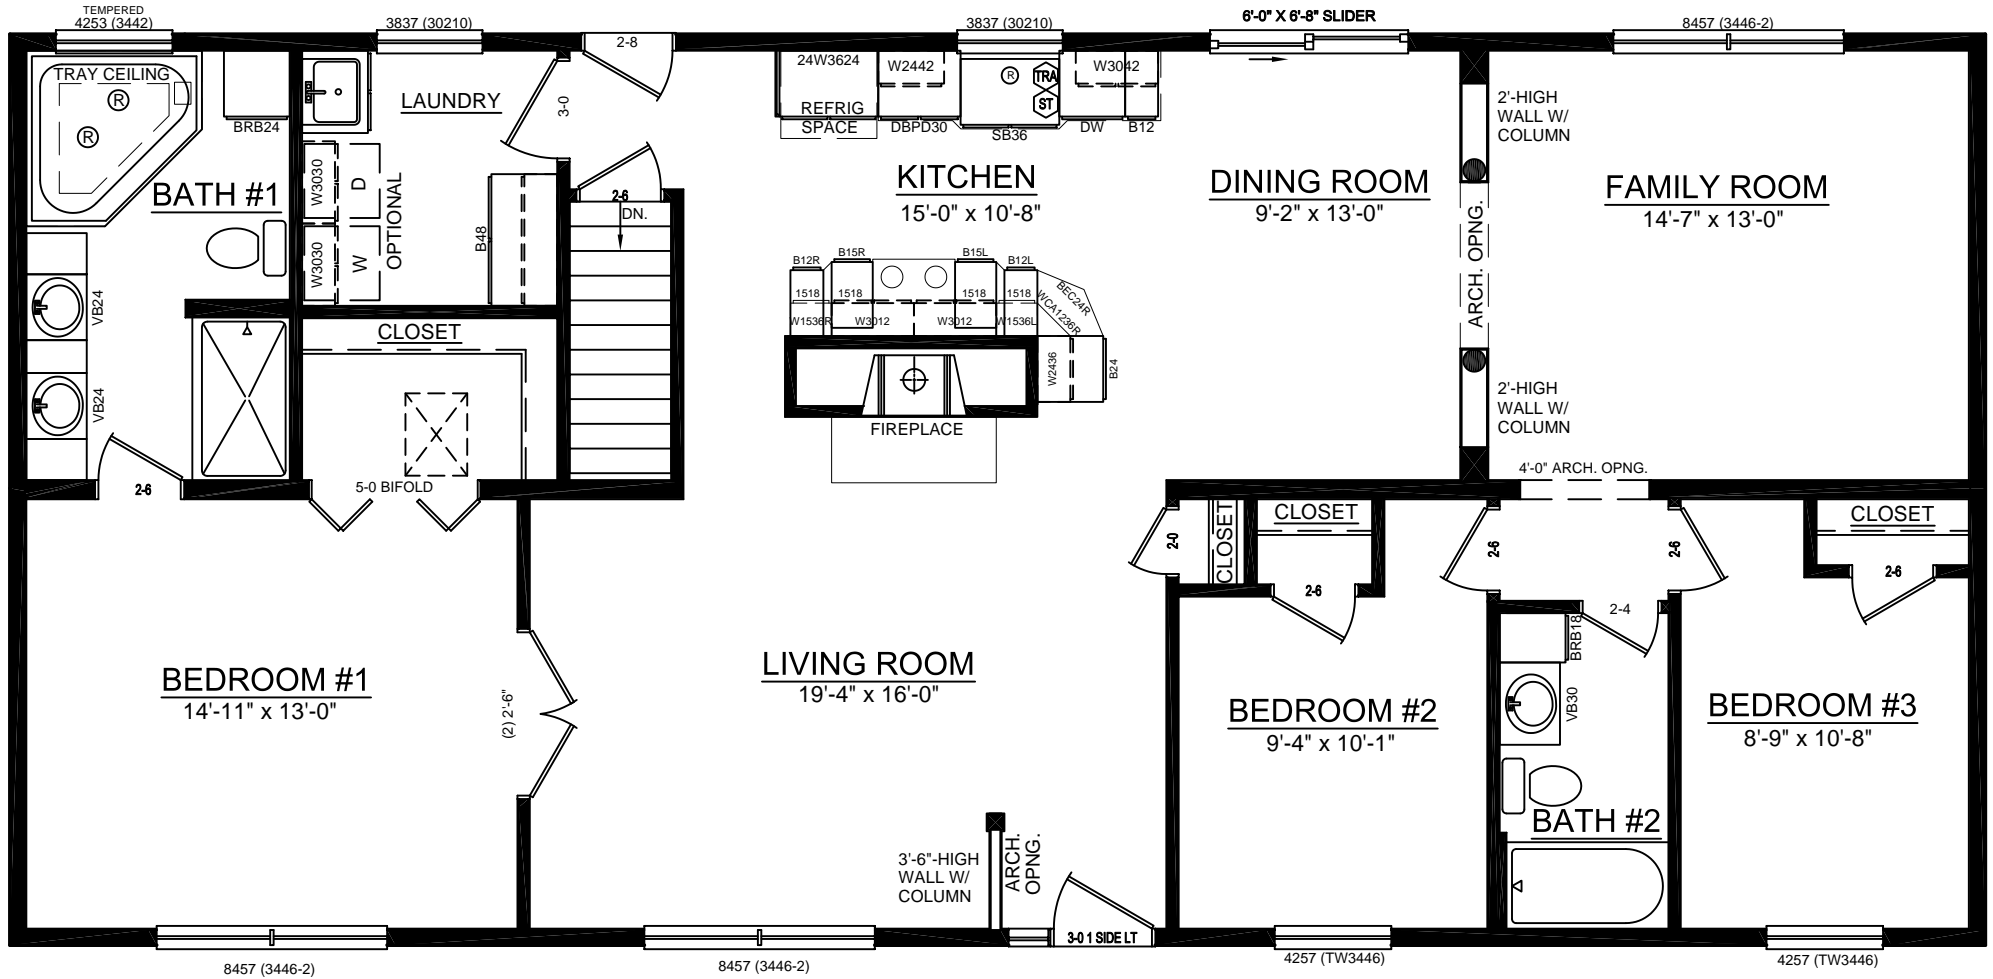 TEMPERED
4253 (3442)
3837 (30210)
2-8
3837 (30210)
6'-0" X 6'-8" SLIDER
8457 (3446-2)
TRAY CEILING
R
R
BRB24
BATH #1
VB24
VB24
2-6
LAUNDRY
3-0
W3030
D
W3030
W
OPTIONAL
B48
2-6
DN.
CLOSET
X
5-0 BIFOLD
24W3624
REFRIG
SPACE
W2442
DBPD30
R
TRA
ST
SB36
W3042
DW
B12
KITCHEN
15'-0" x 10'-8"
B12R
B15R
B15L
B12L
1518
1518
1518
1518
W1536R
W3012
W3012
W1536L
BEC24R
WCA1236R
W2436
B24
FIREPLACE
DINING ROOM
9'-2" x 13'-0"
2'-HIGH
WALL W/
COLUMN
ARCH. OPNG.
2'-HIGH
WALL W/
COLUMN
FAMILY ROOM
14'-7" x 13'-0"
4'-0" ARCH. OPNG.
BEDROOM #1
14'-11" x 13'-0"
(2) 2'-6"
LIVING ROOM
19'-4" x 16'-0"
3'-6"-HIGH
WALL W/
COLUMN
ARCH.
OPNG.
3-0 1 SIDE LT
2-0
CLOSET
CLOSET
2-6
2-6
2-6
BEDROOM #2
9'-4" x 10'-1"
2-4
BRB18
VB30
BATH #2
CLOSET
2-6
BEDROOM #3
8'-9" x 10'-8"
8457 (3446-2)
8457 (3446-2)
4257 (TW3446)
4257 (TW3446)